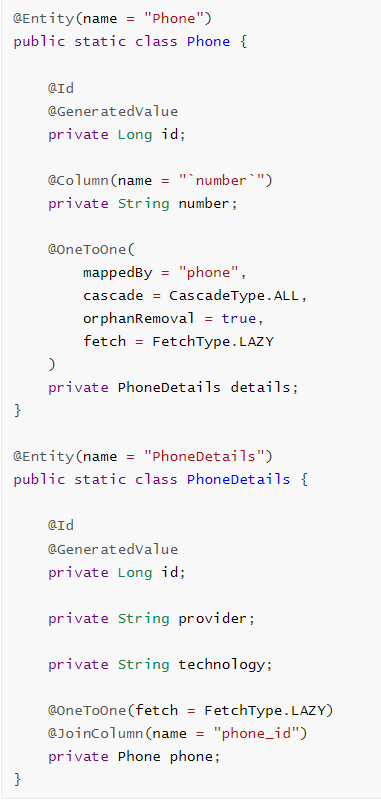 @Entity(name = "Phone")
public static class Phone {
    @Id
    @GeneratedValue
    private Long id;
    @Column(name = "`number`")
    private String number;
    @OneToOne(
        mappedBy = "phone",
        cascade = CascadeType.ALL,
        orphanRemoval = true,
        fetch = FetchType.LAZY
    )
    private PhoneDetails details;
}
@Entity(name = "PhoneDetails")
public static class PhoneDetails {
    @Id
    @GeneratedValue
    private Long id;
    private String provider;
    private String technology;
    @OneToOne(fetch = FetchType.LAZY)
    @JoinColumn(name = "phone_id")
    private Phone phone;
}